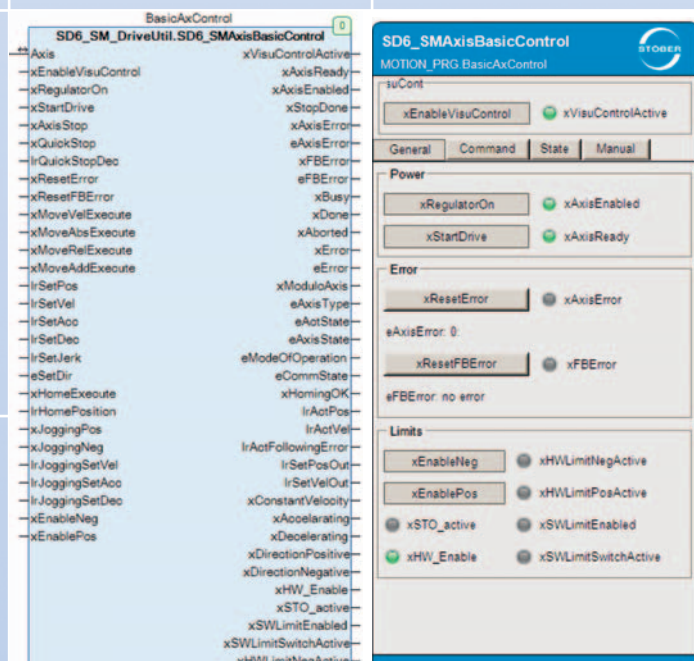 BasicAxControl
0
SD6_SM_DriveUtil.SD6_SMAxisBasicControl
Axis
xEnableVisuControl
xRegulatorOn
xStartDrive
xAxisStop
xQuickStop
lrQuickStopDec
xResetError
xResetFBError
xMoveVelExecute
xMoveAbsExecute
xMoveRelExecute
xMoveAddExecute
lrSetPos
lrSetVel
lrSetAcc
lrSetDec
lrSetJerk
eSetDir
xHomeExecute
lrHomePosition
xJoggingPos
xJoggingNeg
lrJoggingSetVel
lrJoggingSetAcc
lrJoggingSetDec
xEnableNeg
xEnablePos
xVisuControlActive
xAxisReady
xAxisEnabled
xStopDone
xAxisError
eAxisError
xFBError
eFBError
xBusy
xDone
xAborted
xError
eError
xModuloAxis
eAxisType
eActState
eAxisState
eModeOfOperation
eCommState
xHomingOK
lrActPos
lrActVel
lrActFollowingError
lrSetPosOut
lrSetVelOut
xConstantVelocity
xAccelarating
xDecelerating
xDirectionPositive
xDirectionNegative
xHW_Enable
xSTO_active
xSWLimitEnabled
xSWLimitSwitchActive
xHWLimitNegActive
SD6_SMAxisBasicControl
STOBER
MOTION_PRG.BasicAxControl
suCont
xEnableVisuControl xVisuControlActive
General Command State Manual
Power
xRegulatorOn xAxisEnabled
xStartDrive xAxisReady
Error
xResetError xAxisError
eAxisError: 0:
xResetFBError xFBError
eFBError: no error
Limits
xEnableNeg xHWLimitNegActive
xEnablePos xHWLimitPosActive
xSTO_active xSWLimitEnabled
xHW_Enable xSWLimitSwitchActive